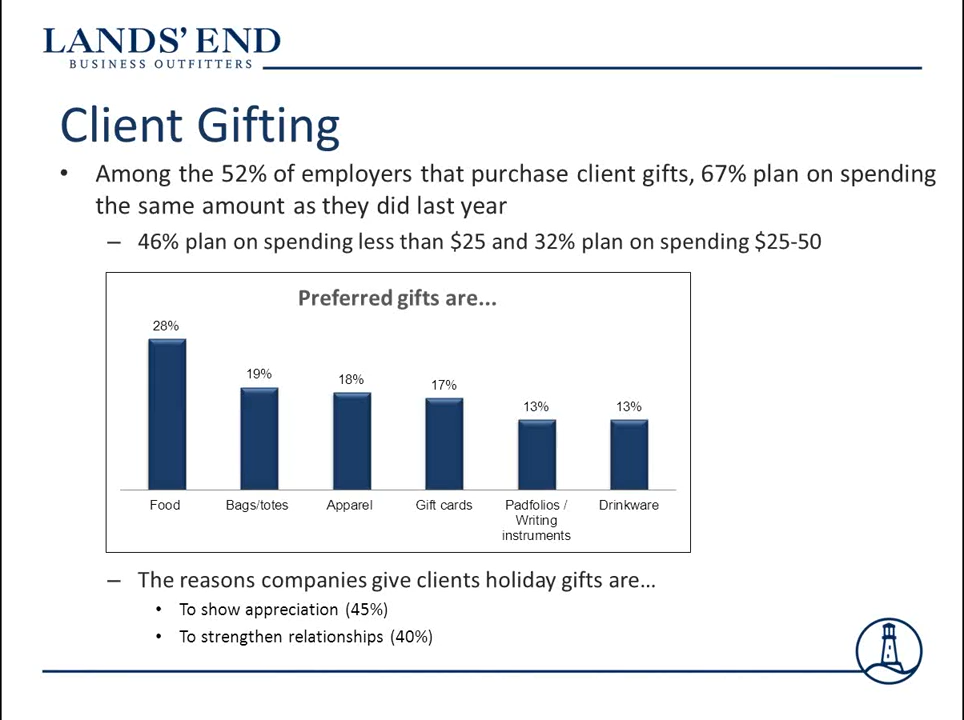 LANDS' END
BUSINESS OUTFITTERS
Client Gifting
• Among the 52% of employers that purchase client gifts, 67% plan on spending
the same amount as they did last year
– 46% plan on spending less than $25 and 32% plan on spending $25-50
Preferred gifts are...
28%
19%
18%
17%
13%
13%
Food
Bags/totes
Apparel
Gift cards
Padfolios /
Writing
instruments
Drinkware
– The reasons companies give clients holiday gifts are…
• To show appreciation (45%)
• To strengthen relationships (40%)